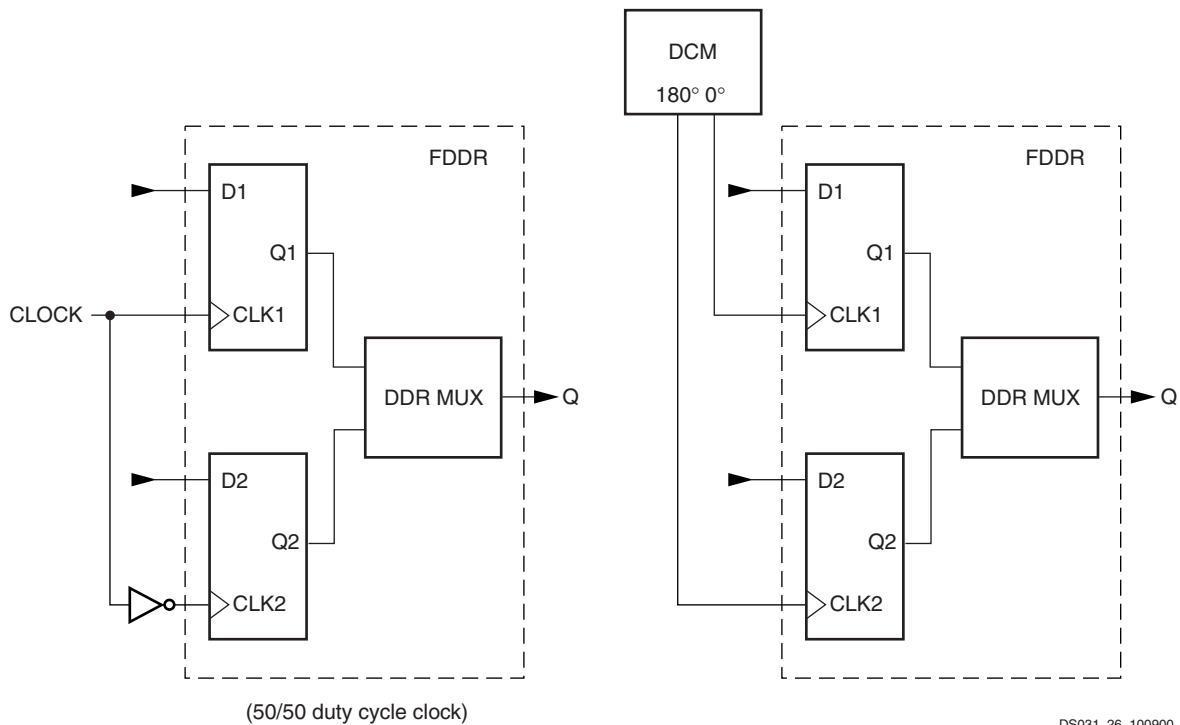 DCM
180° 0°
FDDR
D1
Q1
CLOCK
CLK1
DDR MUX
Q
D2
Q2
CLK2
(50/50 duty cycle clock)
FDDR
D1
Q1
CLK1
DDR MUX
Q
D2
Q2
CLK2
DS031_26_100900